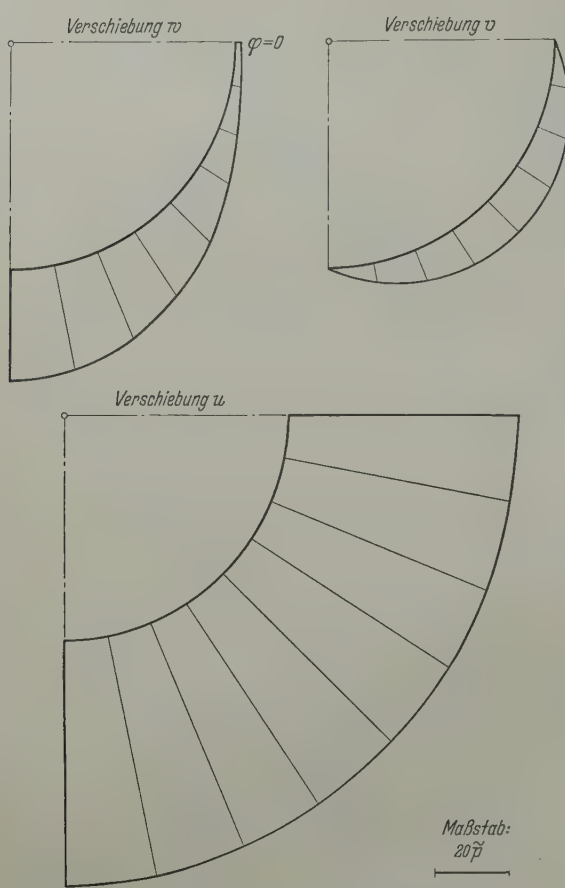 Verschiebung w
φ=0
Verschiebung v
Verschiebung u
Maßstab:
20p̃